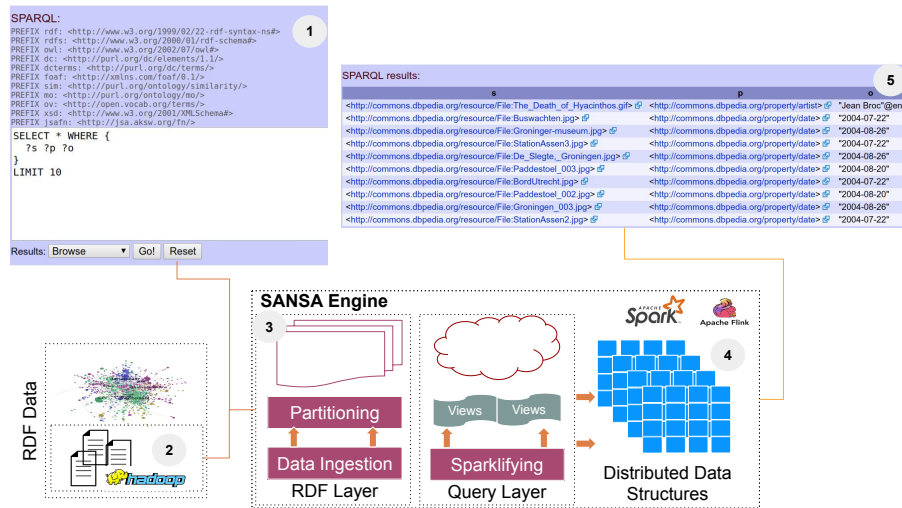 SPARQL:
1
PREFIX rdf: <http://www.w3.org/1999/02/22-rdf-syntax-ns#>
PREFIX rdfs: <http://www.w3.org/2000/01/rdf-schema#>
PREFIX owl: <http://www.w3.org/2002/07/owl#>
PREFIX dc: <http://purl.org/dc/elements/1.1/>
PREFIX dcterms: <http://purl.org/dc/terms/>
PREFIX foaf: <http://xmlns.com/foaf/0.1/>
PREFIX sim: <http://purl.org/ontology/similarity/>
PREFIX mo: <http://purl.org/ontology/mo/>
PREFIX ov: <http://open.vocab.org/terms/>
PREFIX xsd: <http://www.w3.org/2001/XMLSchema#>
PREFIX jsafn: <http://jsa.aksw.org/fn/>
SELECT * WHERE {
?s ?p ?o
}
LIMIT 10
Results: Browse Go! Reset
SPARQL results:
5
s p o
<http://commons.dbpedia.org/resource/File:The_Death_of_Hyacinthos.gif> <http://commons.dbpedia.org/property/artist> "Jean Broc"@en
<http://commons.dbpedia.org/resource/File:Buswachten.jpg> <http://commons.dbpedia.org/property/date> "2004-07-22"
<http://commons.dbpedia.org/resource/File:Groninger-museum.jpg> <http://commons.dbpedia.org/property/date> "2004-08-26"
<http://commons.dbpedia.org/resource/File:StationAssen3.jpg> <http://commons.dbpedia.org/property/date> "2004-07-22"
<http://commons.dbpedia.org/resource/File:De_Slegte,_Groningen.jpg> <http://commons.dbpedia.org/property/date> "2004-08-26"
<http://commons.dbpedia.org/resource/File:Paddestoel_003.jpg> <http://commons.dbpedia.org/property/date> "2004-08-20"
<http://commons.dbpedia.org/resource/File:BordUtrecht.jpg> <http://commons.dbpedia.org/property/date> "2004-07-22"
<http://commons.dbpedia.org/resource/File:Paddestoel_002.jpg> <http://commons.dbpedia.org/property/date> "2004-08-20"
<http://commons.dbpedia.org/resource/File:Groningen_003.jpg> <http://commons.dbpedia.org/property/date> "2004-08-26"
<http://commons.dbpedia.org/resource/File:StationAssen2.jpg> <http://commons.dbpedia.org/property/date> "2004-07-22"
RDF Data
2
hadoop
SANSA Engine
3
Partitioning
Data Ingestion
RDF Layer
Views Views
Sparklifying
Query Layer
APACHE
Spark
Apache Flink
4
Distributed Data
Structures